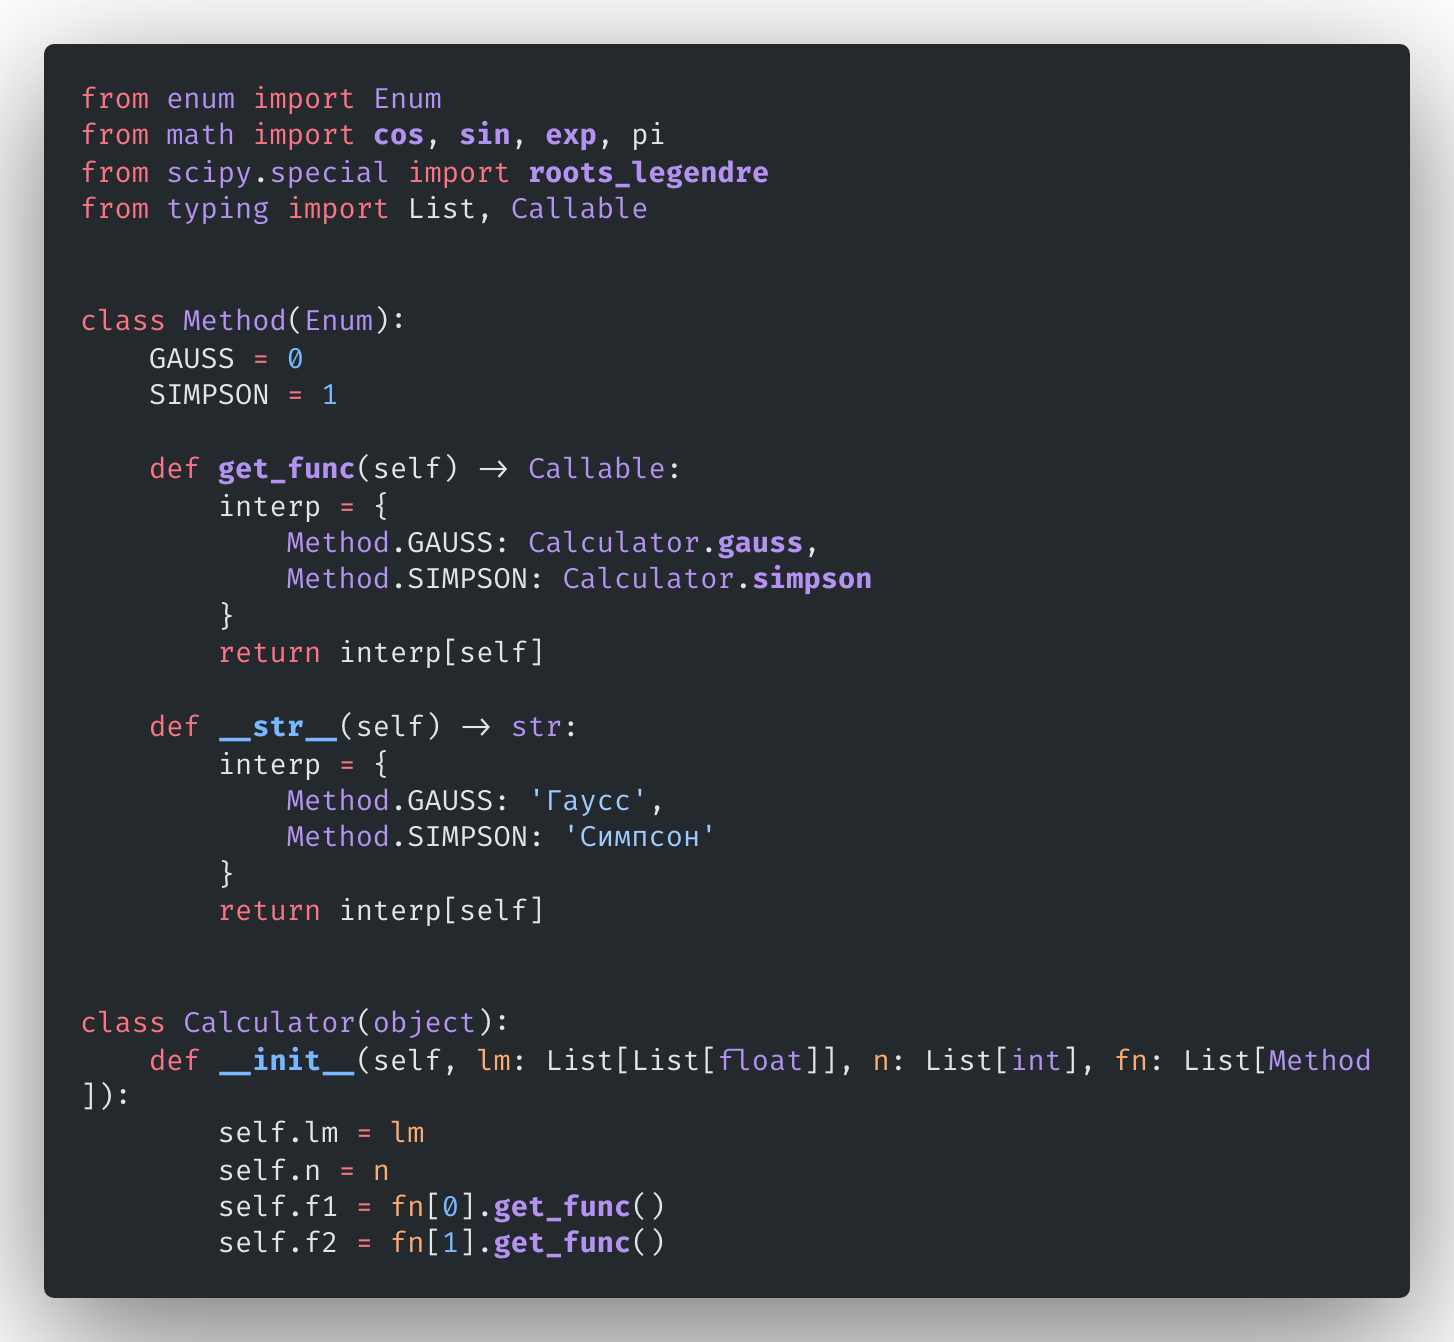 from enum import Enum
from math import cos, sin, exp, pi
from scipy.special import roots_legendre
from typing import List, Callable
class Method(Enum):
    GAUSS = 0
    SIMPSON = 1
    def get_func(self) -> Callable:
        interp = {
            Method.GAUSS: Calculator.gauss,
            Method.SIMPSON: Calculator.simpson
        }
        return interp[self]
    def __str__(self) -> str:
        interp = {
            Method.GAUSS: 'Гаусс',
            Method.SIMPSON: 'Симпсон'
        }
        return interp[self]
class Calculator(object):
    def __init__(self, lm: List[List[float]], n: List[int], fn: List[Method
]):
        self.lm = lm
        self.n = n
        self.f1 = fn[0].get_func()
        self.f2 = fn[1].get_func()